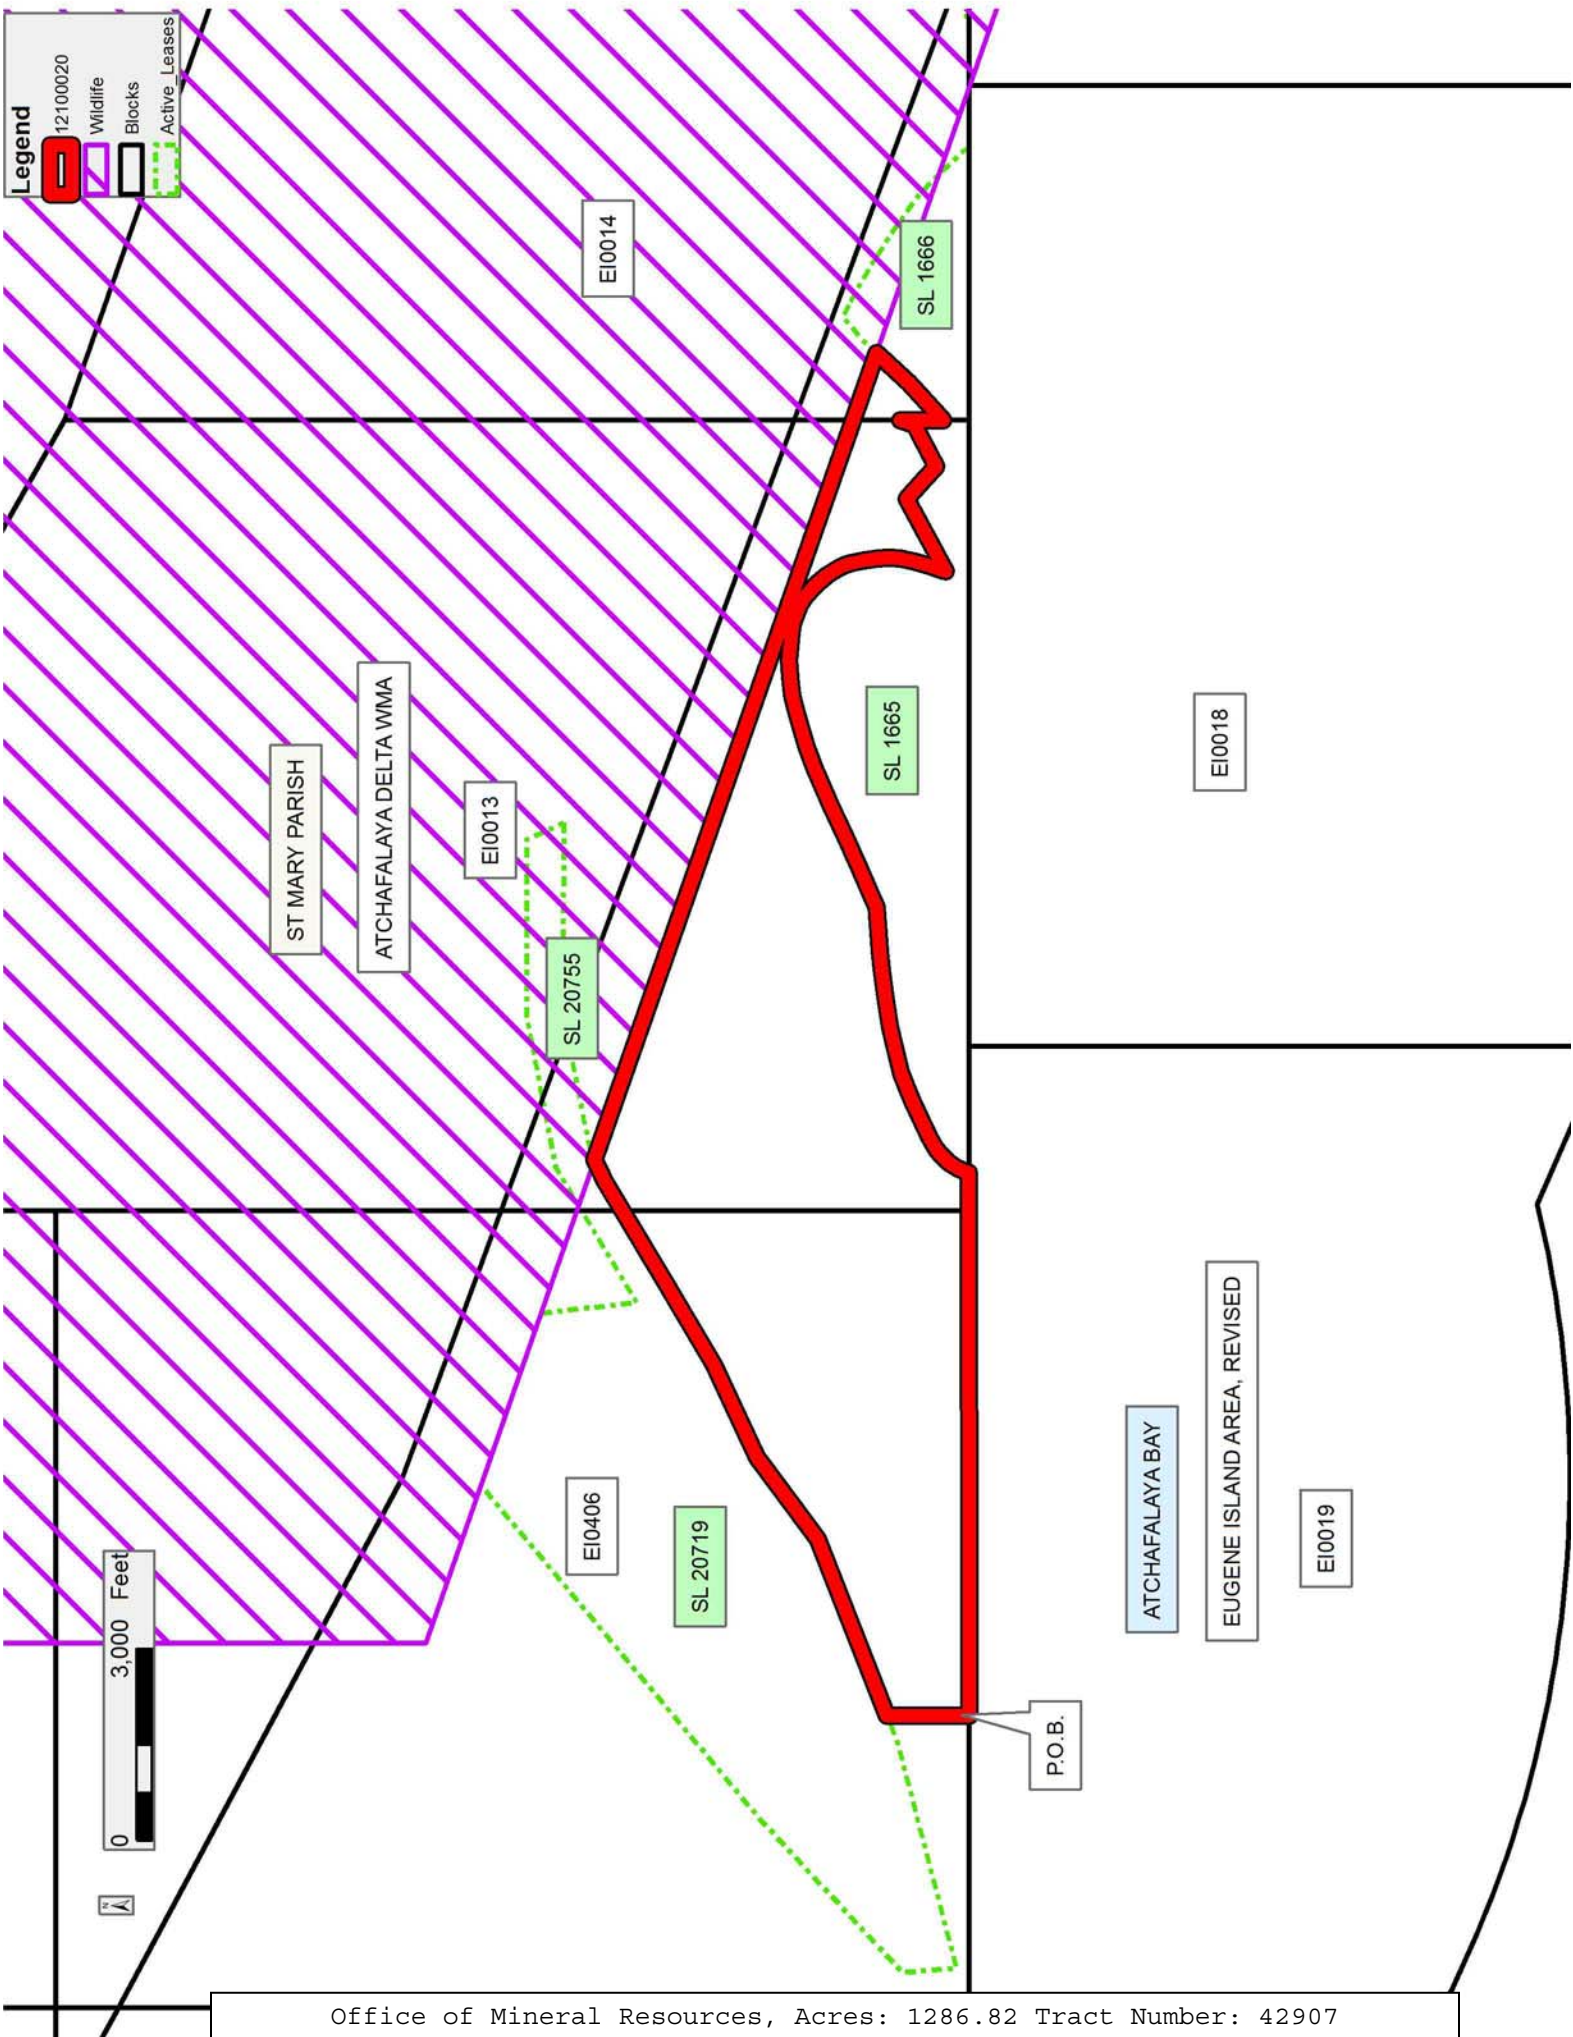 Legend
12100020
Wildlife
Blocks
Active_Leases
0 3,000 Feet
N
ST MARY PARISH
ATCHAFALAYA DELTA WMA
EI0013
EI0014
SL 20755
EI0406
SL 20719
SL 1665
SL 1666
P.O.B.
ATCHAFALAYA BAY
EUGENE ISLAND AREA, REVISED
EI0019
EI0018
Office of Mineral Resources, Acres: 1286.82 Tract Number: 42907